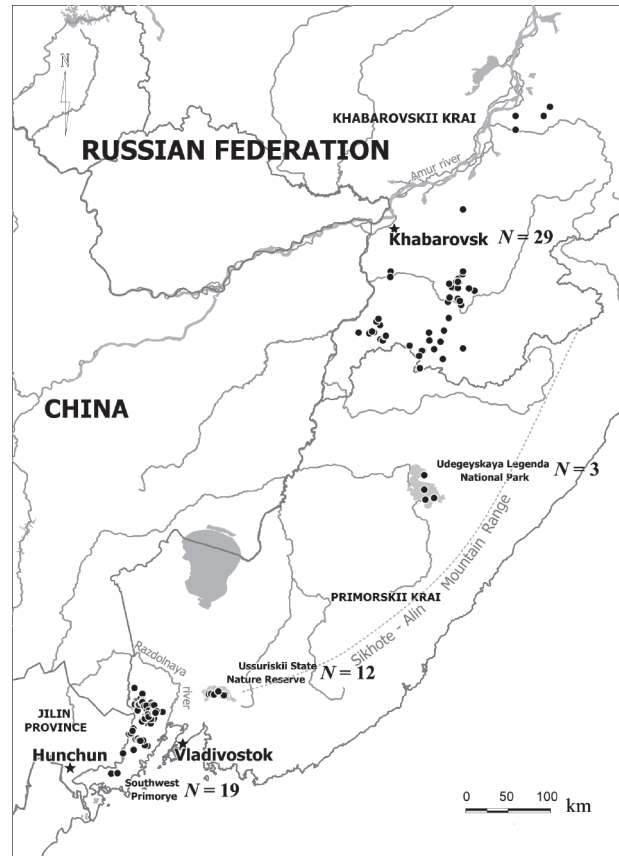 N
KHABAROVSKII KRAI
RUSSIAN FEDERATION
Amur river
Khabarovsk N = 29
CHINA
Udegeyskaya Legenda
National Park
N = 3
Sikhote - Alin Mountain Range
PRIMORSKII KRAI
Razdolnaya
river
Ussuriskii State
Nature Reserve
N = 12
JILIN
PROVINCE
Hunchun
Vladivostok
Southwest
Primorye
N = 19
0 50 100 km